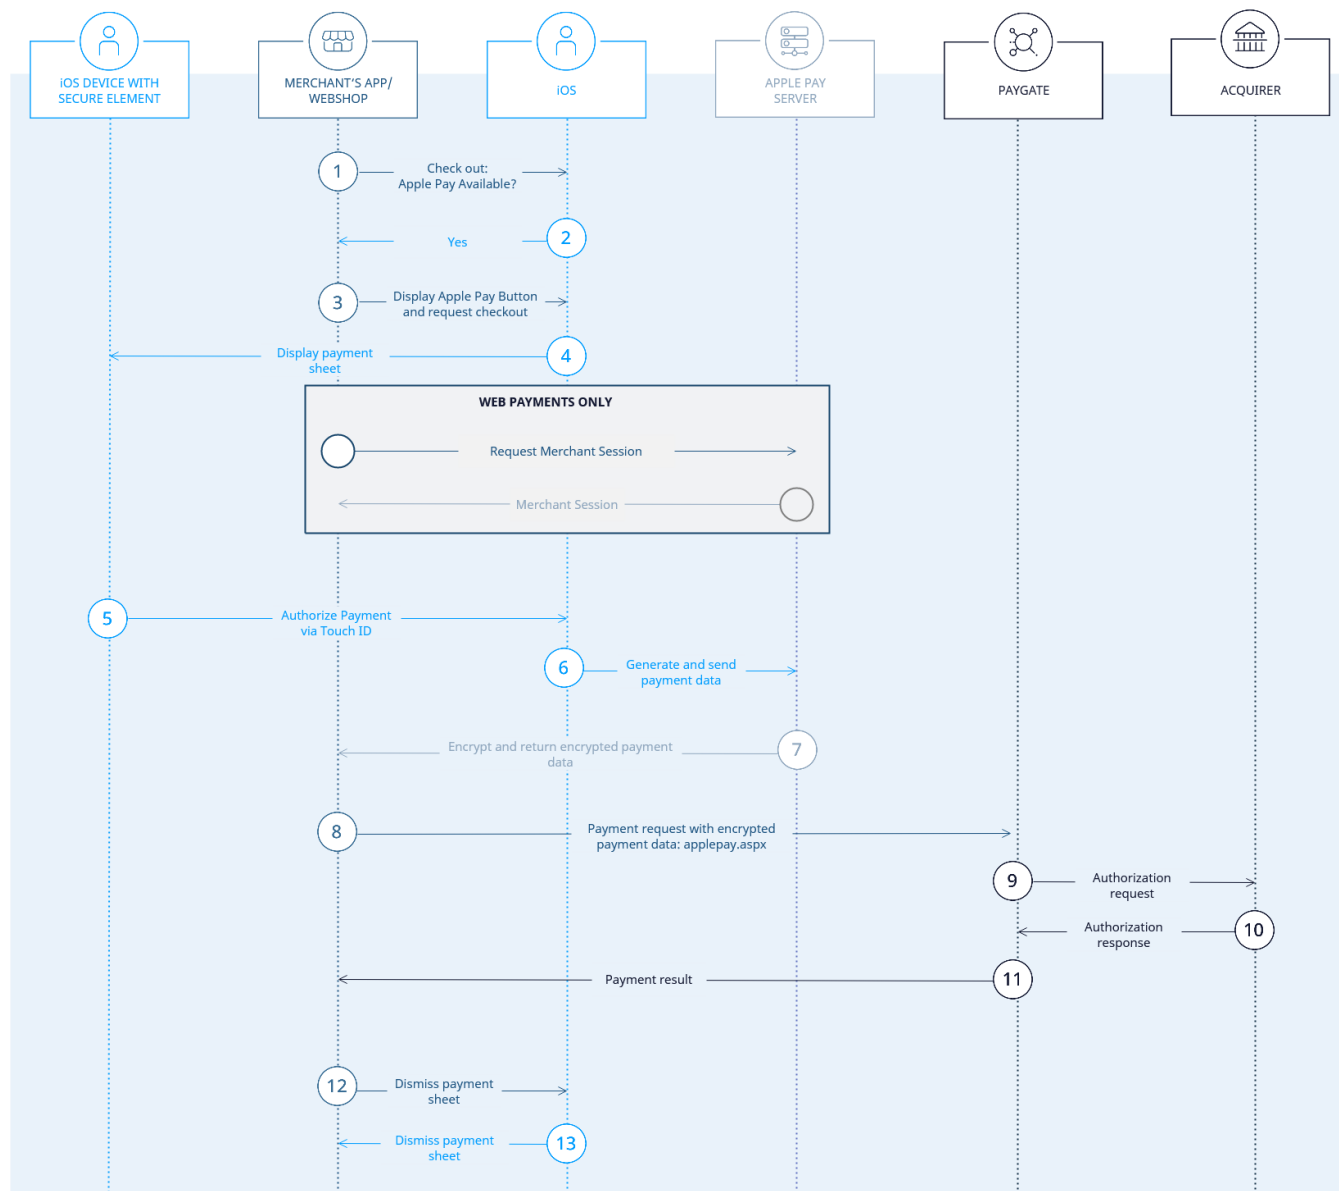 iOS DEVICE WITH
SECURE ELEMENT
MERCHANT'S APP/
WEBSHOP
iOS
APPLE PAY
SERVER
PAYGATE
ACQUIRER
1
Check out:
Apple Pay Available?
2
Yes
3
Display Apple Pay Button
and request checkout
4
Display payment
sheet
WEB PAYMENTS ONLY
Request Merchant Session
Merchant Session
5
Authorize Payment
via Touch ID
6
Generate and send
payment data
7
Encrypt and return encrypted payment
data
8
Payment request with encrypted
payment data: applepay.aspx
9
Authorization
request
10
Authorization
response
11
Payment result
12
Dismiss payment
sheet
13
Dismiss payment
sheet